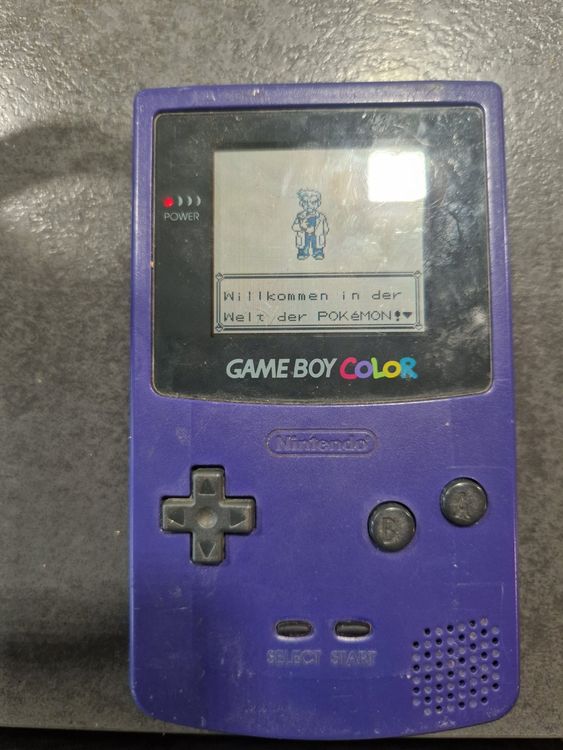 POWER
Willkommen in der
Welt der POKéMON!
GAME BOY COLOR
Nintendo
B A
SELECT START